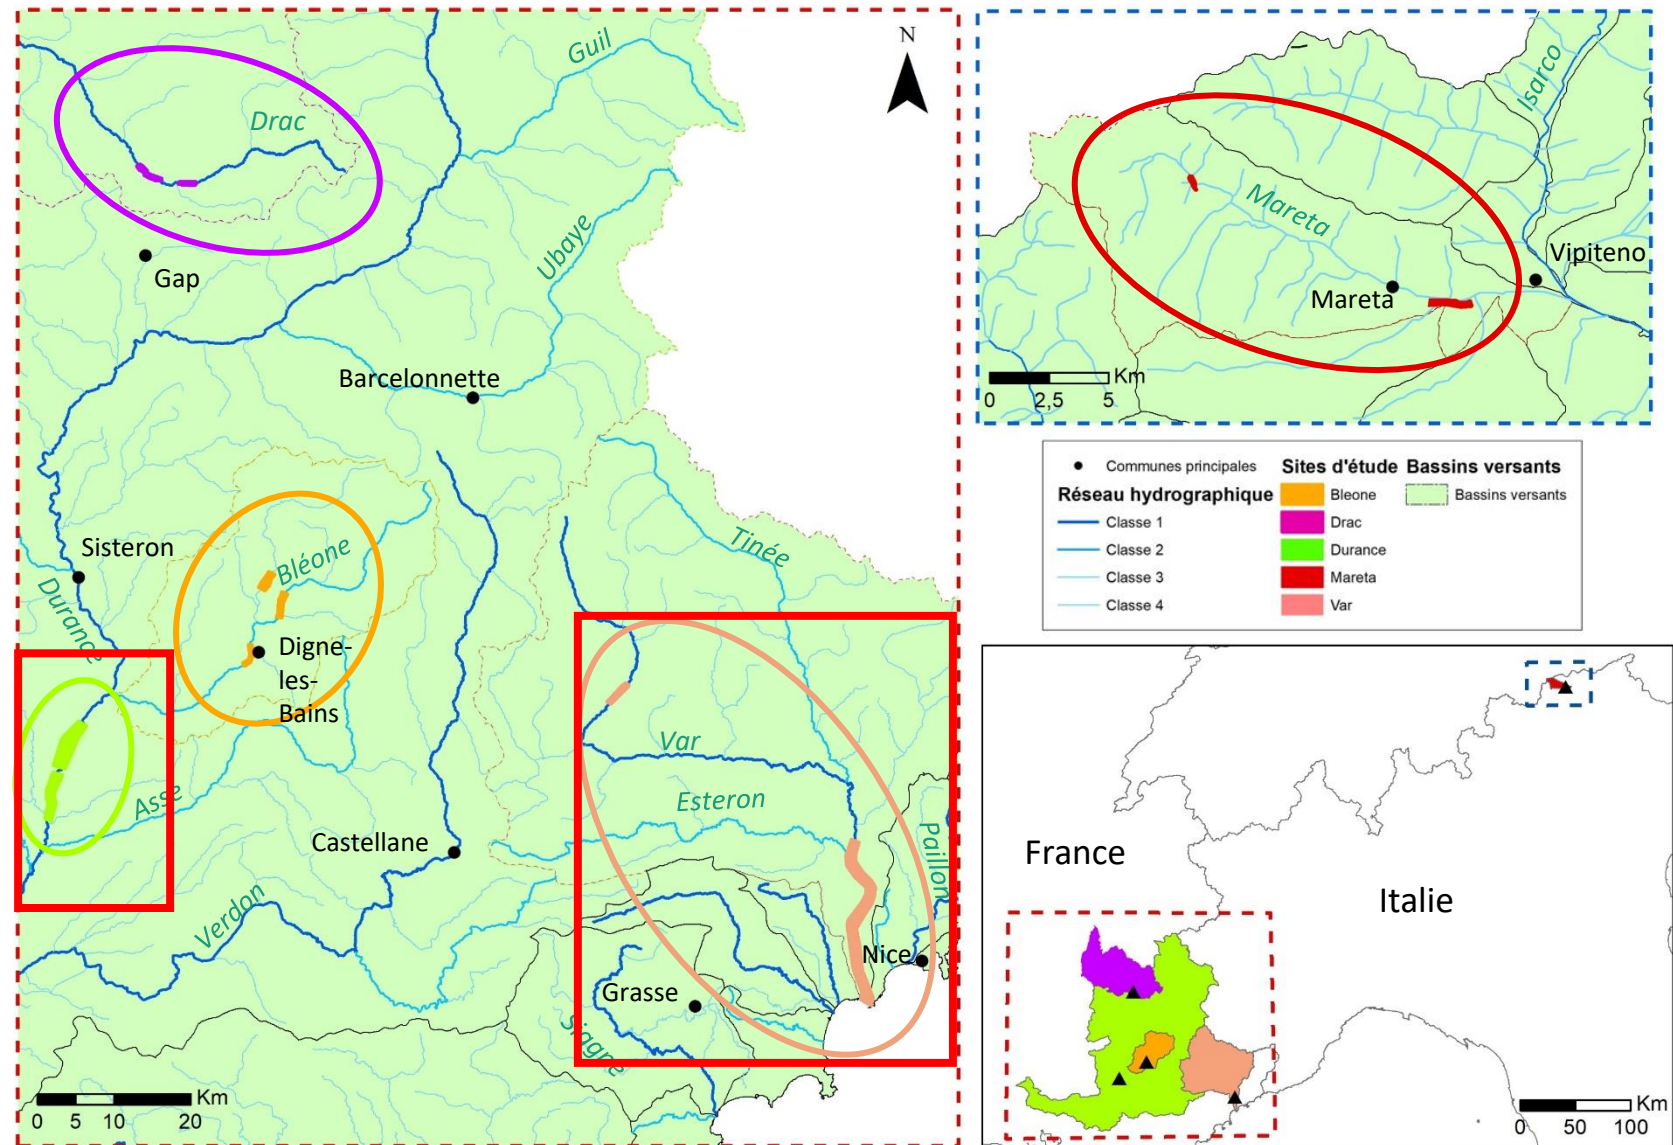 Guil
N
Drac
Ubaye
Gap
Barcelonnette
Sisteron
Bléone
Tinée
Durance
Digne-
les-
Bains
Var
Esteron
Asse
Castellane
Paillon
Verdon
Nice
Grasse
Siagne
Km
0 5 10 20
Isarco
Mareta
Vipiteno
Mareta
Km
0 2,5 5
Communes principales
Réseau hydrographique
Classe 1
Classe 2
Classe 3
Classe 4
Sites d'étude
Bleone
Drac
Durance
Mareta
Var
Bassins versants
Bassins versants
France
Italie
Km
0 50 100